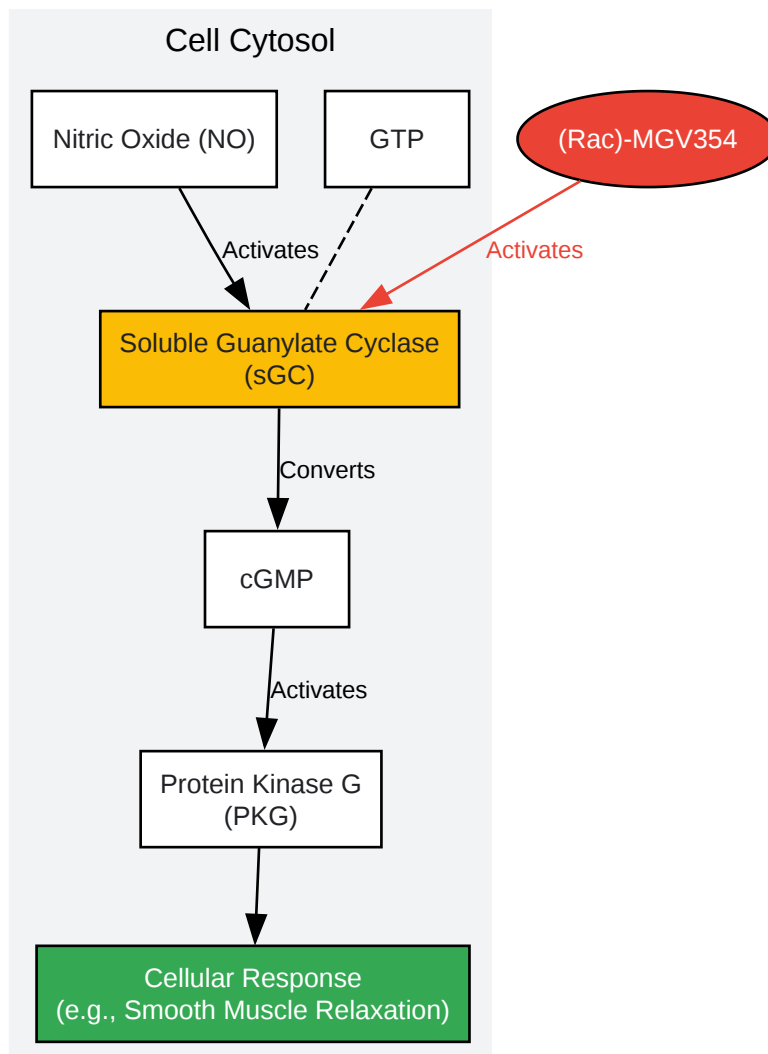 Cell Cytosol
Nitric Oxide (NO)
GTP
(Rac)-MGV354
Activates
Activates
Soluble Guanylate Cyclase
(sGC)
Converts
cGMP
Activates
Protein Kinase G
(PKG)
Cellular Response
(e.g., Smooth Muscle Relaxation)